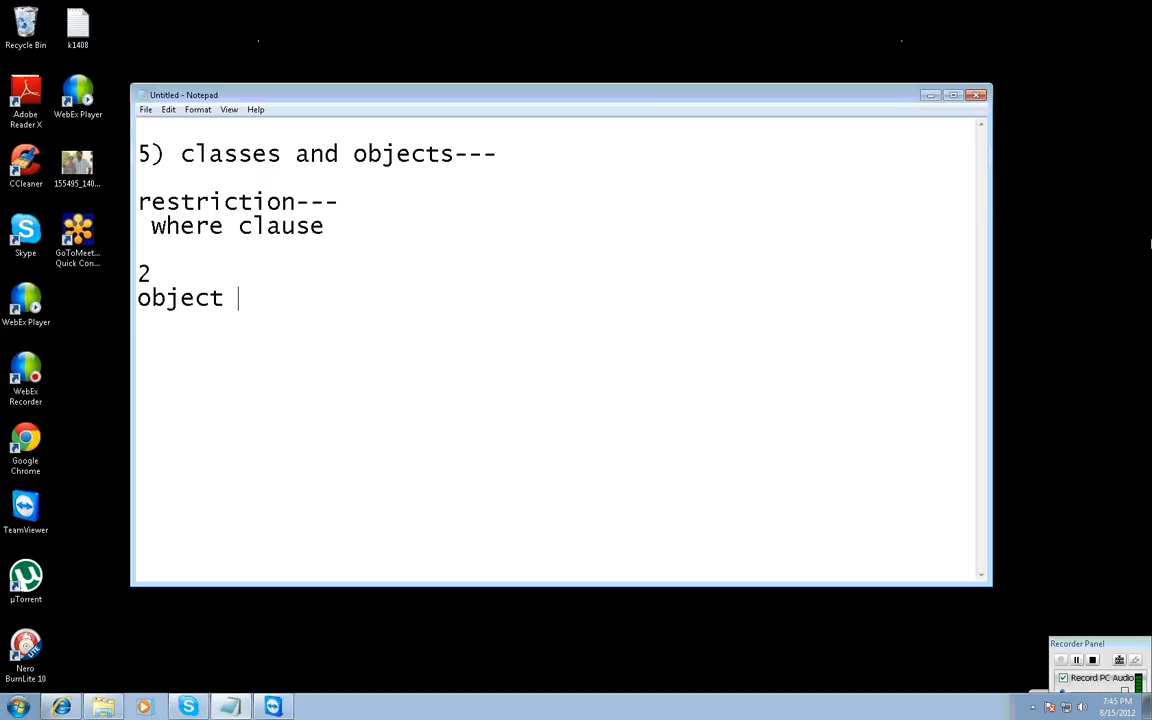 Recycle Bin
k1408
Adobe Reader X
WebEx Player
CCleaner
155495_140...
Skype
GoToMeet... Quick Con...
WebEx Player
WebEx Recorder
Google Chrome
TeamViewer
µTorrent
Nero BurnLite 10
Untitled - Notepad
File Edit Format View Help
5) classes and objects---
restriction---
where clause
2
object
Recorder Panel
Record PC Audio
7:45 PM
8/15/2012